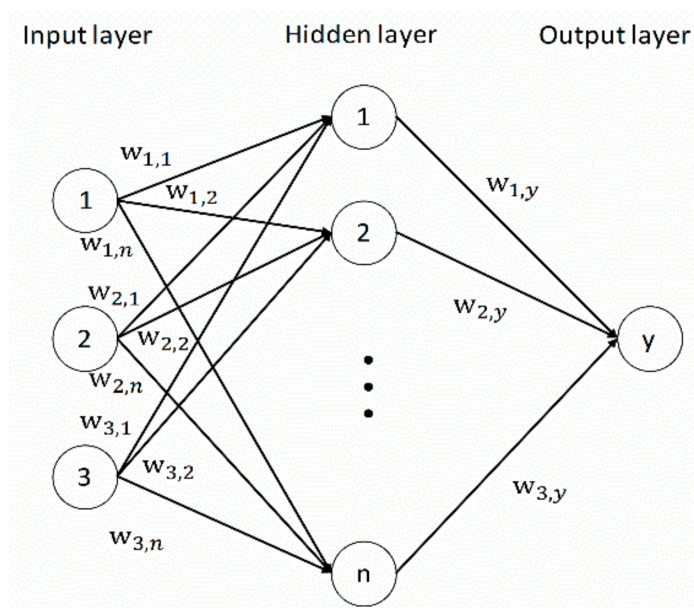 Input layer
Hidden layer
Output layer
1
w1,1
w1,y
w1,2
1
2
w1,n
w2,1
w2,y
2
w2,2
y
w2,n
w3,1
w3,2
3
w3,y
w3,n
n